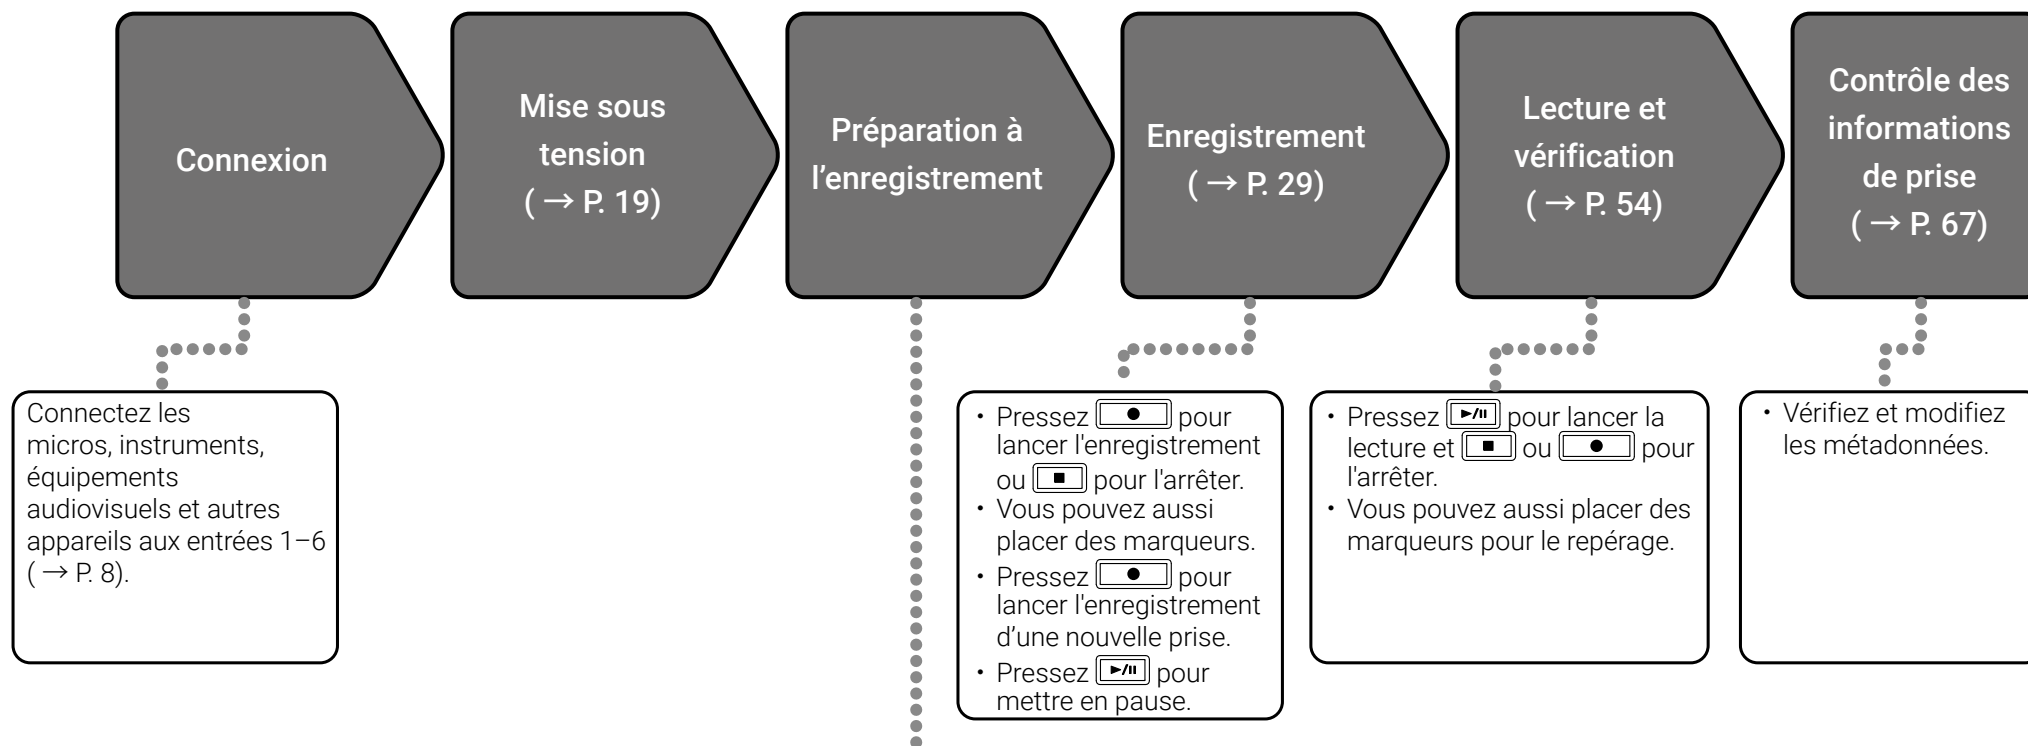 Connexion
Mise sous
tension
( → P. 19)
Préparation à
l’enregistrement
Enregistrement
( → P. 29)
Lecture et
vérification
( → P. 54)
Contrôle des
informations
de prise
( → P. 67)
Connectez les
micros, instruments,
équipements
audiovisuels et autres
appareils aux entrées 1–6
( → P. 8).
• Pressez ● pour
lancer l'enregistrement
ou ■ pour l'arrêter.
• Vous pouvez aussi
placer des marqueurs.
• Pressez ● pour
lancer l'enregistrement
d’une nouvelle prise.
• Pressez ►/II pour
mettre en pause.
• Pressez ►/II pour lancer la
lecture et ■ ou ● pour
l'arrêter.
• Vous pouvez aussi placer des
marqueurs pour le repérage.
• Vérifiez et modifiez
les métadonnées.